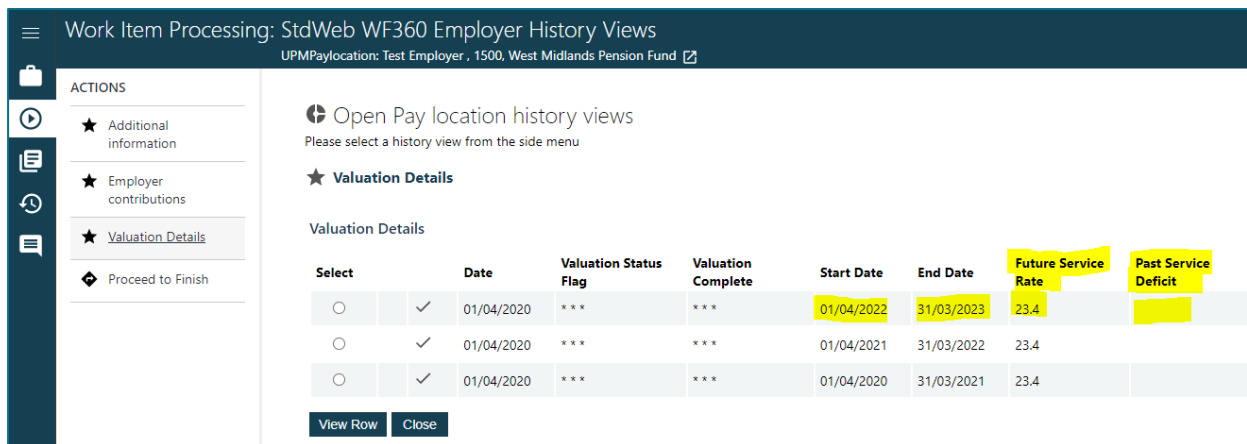 Work Item Processing: StdWeb WF360 Employer History Views
UPMPaylocation: Test Employer , 1500, West Midlands Pension Fund
ACTIONS
Additional
information
Employer
contributions
Valuation Details
Proceed to Finish
Open Pay location history views
Please select a history view from the side menu
Valuation Details
Valuation Details
Select Date Valuation Status Flag Valuation Complete Start Date End Date Future Service Rate Past Service Deficit
01/04/2020 * * * * * * 01/04/2022 31/03/2023 23.4
01/04/2020 * * * * * * 01/04/2021 31/03/2022 23.4
01/04/2020 * * * * * * 01/04/2020 31/03/2021 23.4
View Row Close